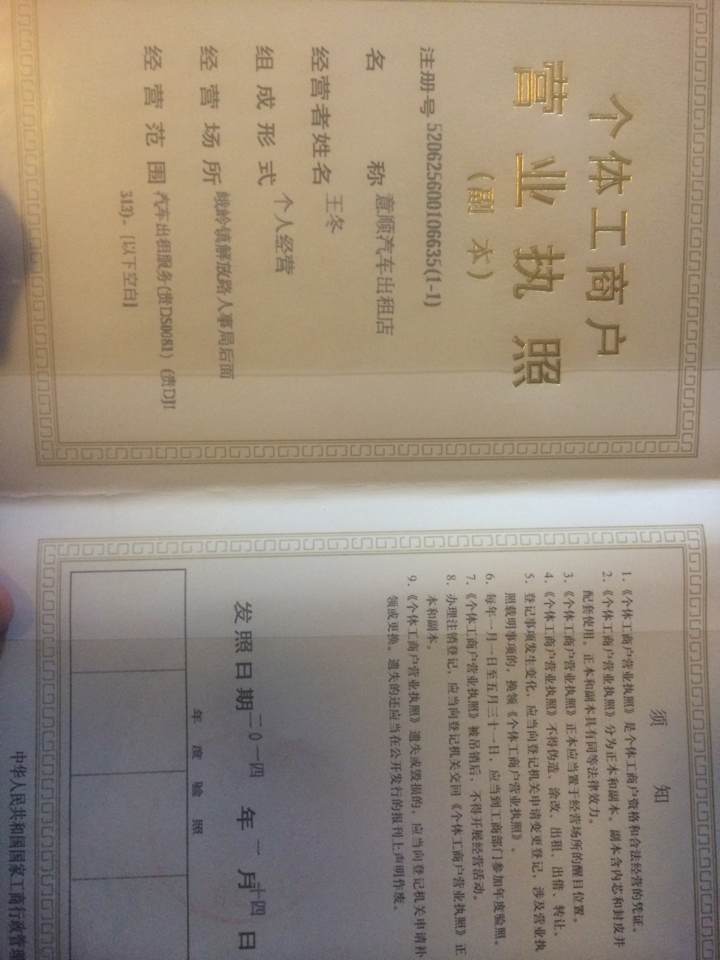 个体工商户
营业执照
(副本)
注册号 520625600106635(1-1)
名称 意顺汽车出租店
经营者姓名 王冬
组成形式 个人经营
经营场所 峨岭镇解放路人事局后面
经营范围 汽车出租服务(贵DS0081)(贵DJ1
313)。[以下空白]
须知
1.《个体工商户营业执照》是个体工商户资格和合法经营的凭证。
2.《个体工商户营业执照》分为正本和副本，副本含内芯和封皮并
配套使用。正本和副本具有同等法律效力。
3.《个体工商户营业执照》正本应当置于经营场所的醒目位置。
4.《个体工商户营业执照》不得伪造、涂改、出租、出借、转让。
5. 登记事项发生变化，应当向登记机关申请变更登记，涉及营业执
照载明事项的，换领《个体工商户营业执照》。
6. 每年一月一日至五月三十一日，应当到工商部门参加年度验照。
7.《个体工商户营业执照》被吊销后，不得开展经营活动。
8. 办理注销登记，应当向登记机关交回《个体工商户营业执照》正
本和副本。
9.《个体工商户营业执照》遗失或毁损的，应当向登记机关申请补
领或更换。遗失的还应当在公开发行的报刊上声明作废。
发照日期 二0一四 年 一 月 十四 日
年度验照
中华人民共和国国家工商行政管理